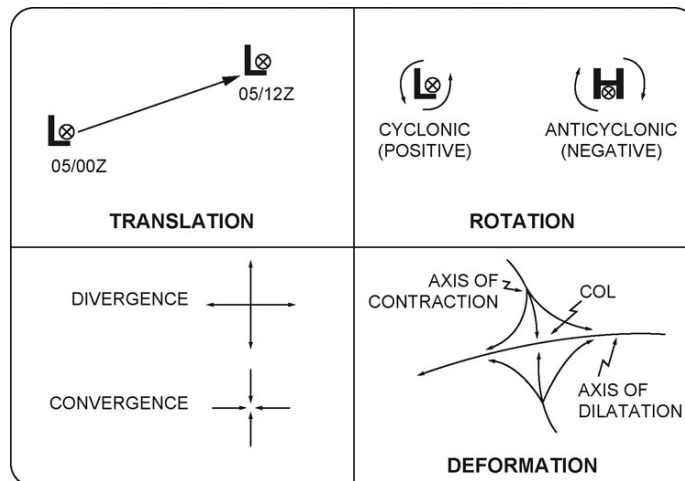 L
05/12Z
L
05/00Z
TRANSLATION
L
H
CYCLONIC
(POSITIVE)
ANTICYCLONIC
(NEGATIVE)
ROTATION
DIVERGENCE
CONVERGENCE
AXIS OF
CONTRACTION
COL
AXIS OF
DILATATION
DEFORMATION